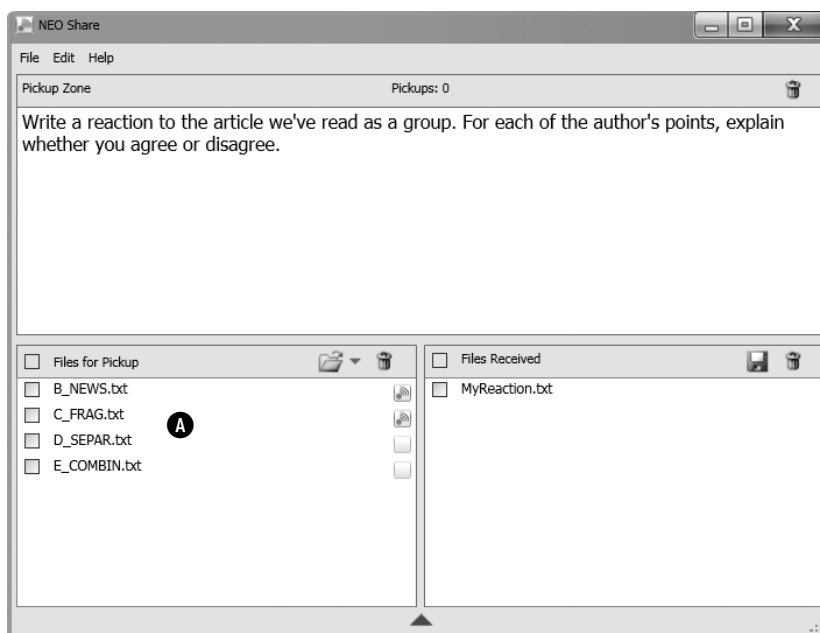 NEO Share
File Edit Help
Pickup Zone Pickups: 0
Write a reaction to the article we've read as a group. For each of the author's points, explain
whether you agree or disagree.
Files for Pickup
B_NEWS.txt
C_FRAG.txt
A
D_SEPAR.txt
E_COMBIN.txt
Files Received
MyReaction.txt